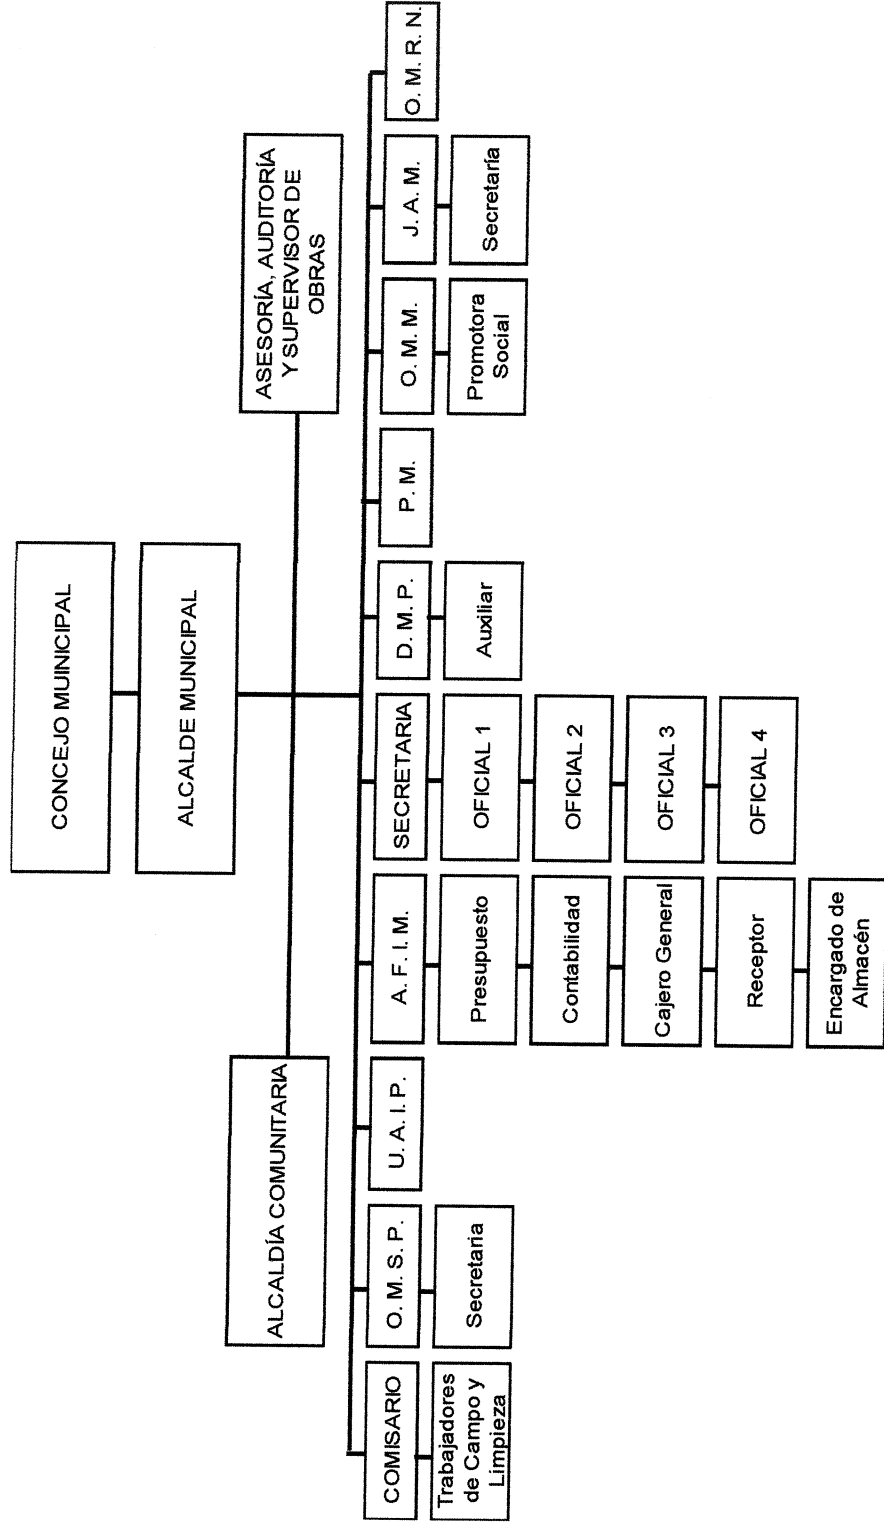 CONCEJO MUINICIPAL
ALCALDE MUNICIPAL
ALCALDÍA COMUNITARIA
ASESORÍA, AUDITORÍA
Y SUPERVISOR DE
OBRAS
COMISARIO
O. M. S. P.
U. A. I. P.
A. F. I. M.
SECRETARIA
D. M. P.
P. M.
O. M. M.
J. A. M.
O. M. R. N.
Trabajadores
de Campo y
Limpieza
Secretaria
Presupuesto
OFICIAL 1
Auxiliar
Promotora
Social
Secretaría
Contabilidad
OFICIAL 2
Cajero General
OFICIAL 3
Receptor
OFICIAL 4
Encargado de
Almacén